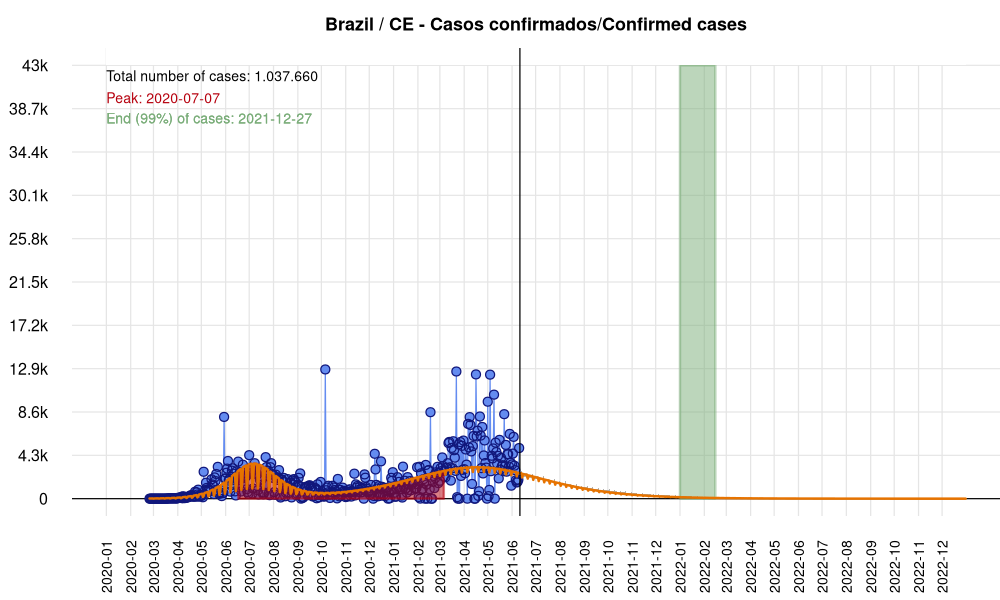 Brazil / CE - Casos confirmados/Confirmed cases
Total number of cases: 1.037.660
Peak: 2020-07-07
End (99%) of cases: 2021-12-27
43k
38.7k
34.4k
30.1k
25.8k
21.5k
17.2k
12.9k
8.6k
4.3k
0
2020-01
2020-02
2020-03
2020-04
2020-05
2020-06
2020-07
2020-08
2020-09
2020-10
2020-11
2020-12
2021-01
2021-02
2021-03
2021-04
2021-05
2021-06
2021-07
2021-08
2021-09
2021-10
2021-11
2021-12
2022-01
2022-02
2022-03
2022-04
2022-05
2022-06
2022-07
2022-08
2022-09
2022-10
2022-11
2022-12